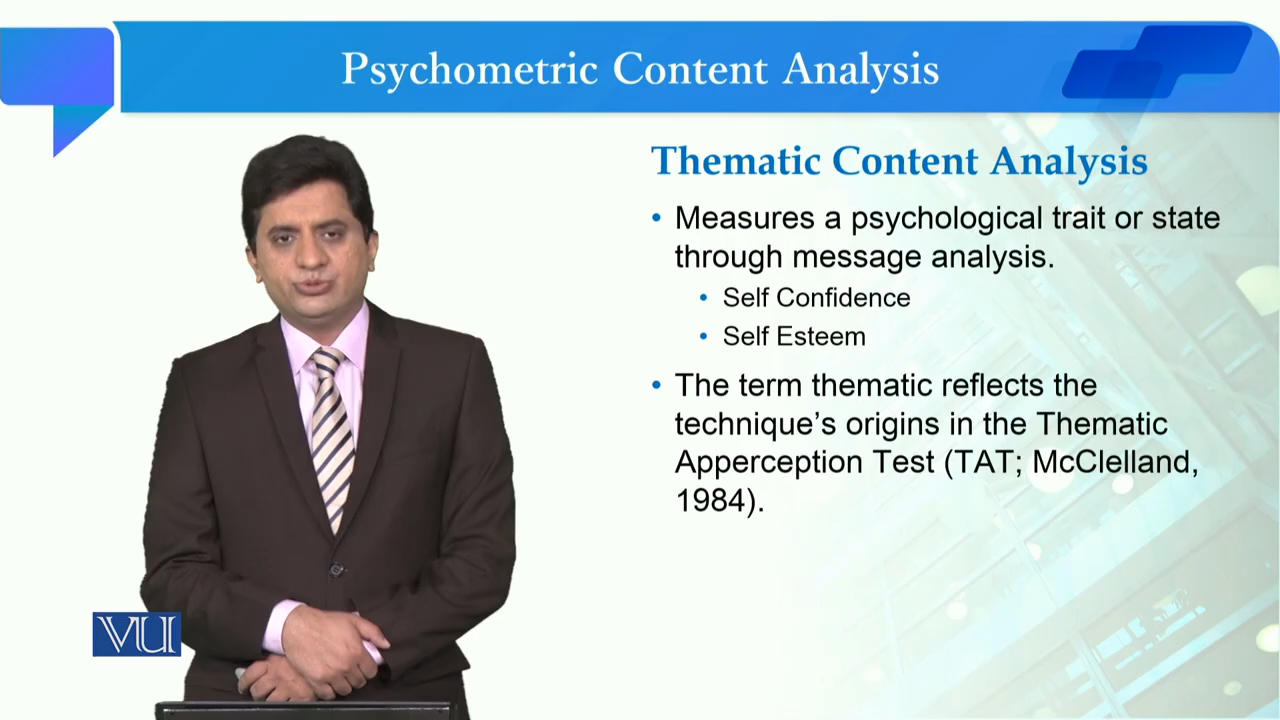 Psychometric Content Analysis
Thematic Content Analysis
• Measures a psychological trait or state
through message analysis.
• Self Confidence
• Self Esteem
• The term thematic reflects the
technique’s origins in the Thematic
Apperception Test (TAT; McClelland,
1984).
VU